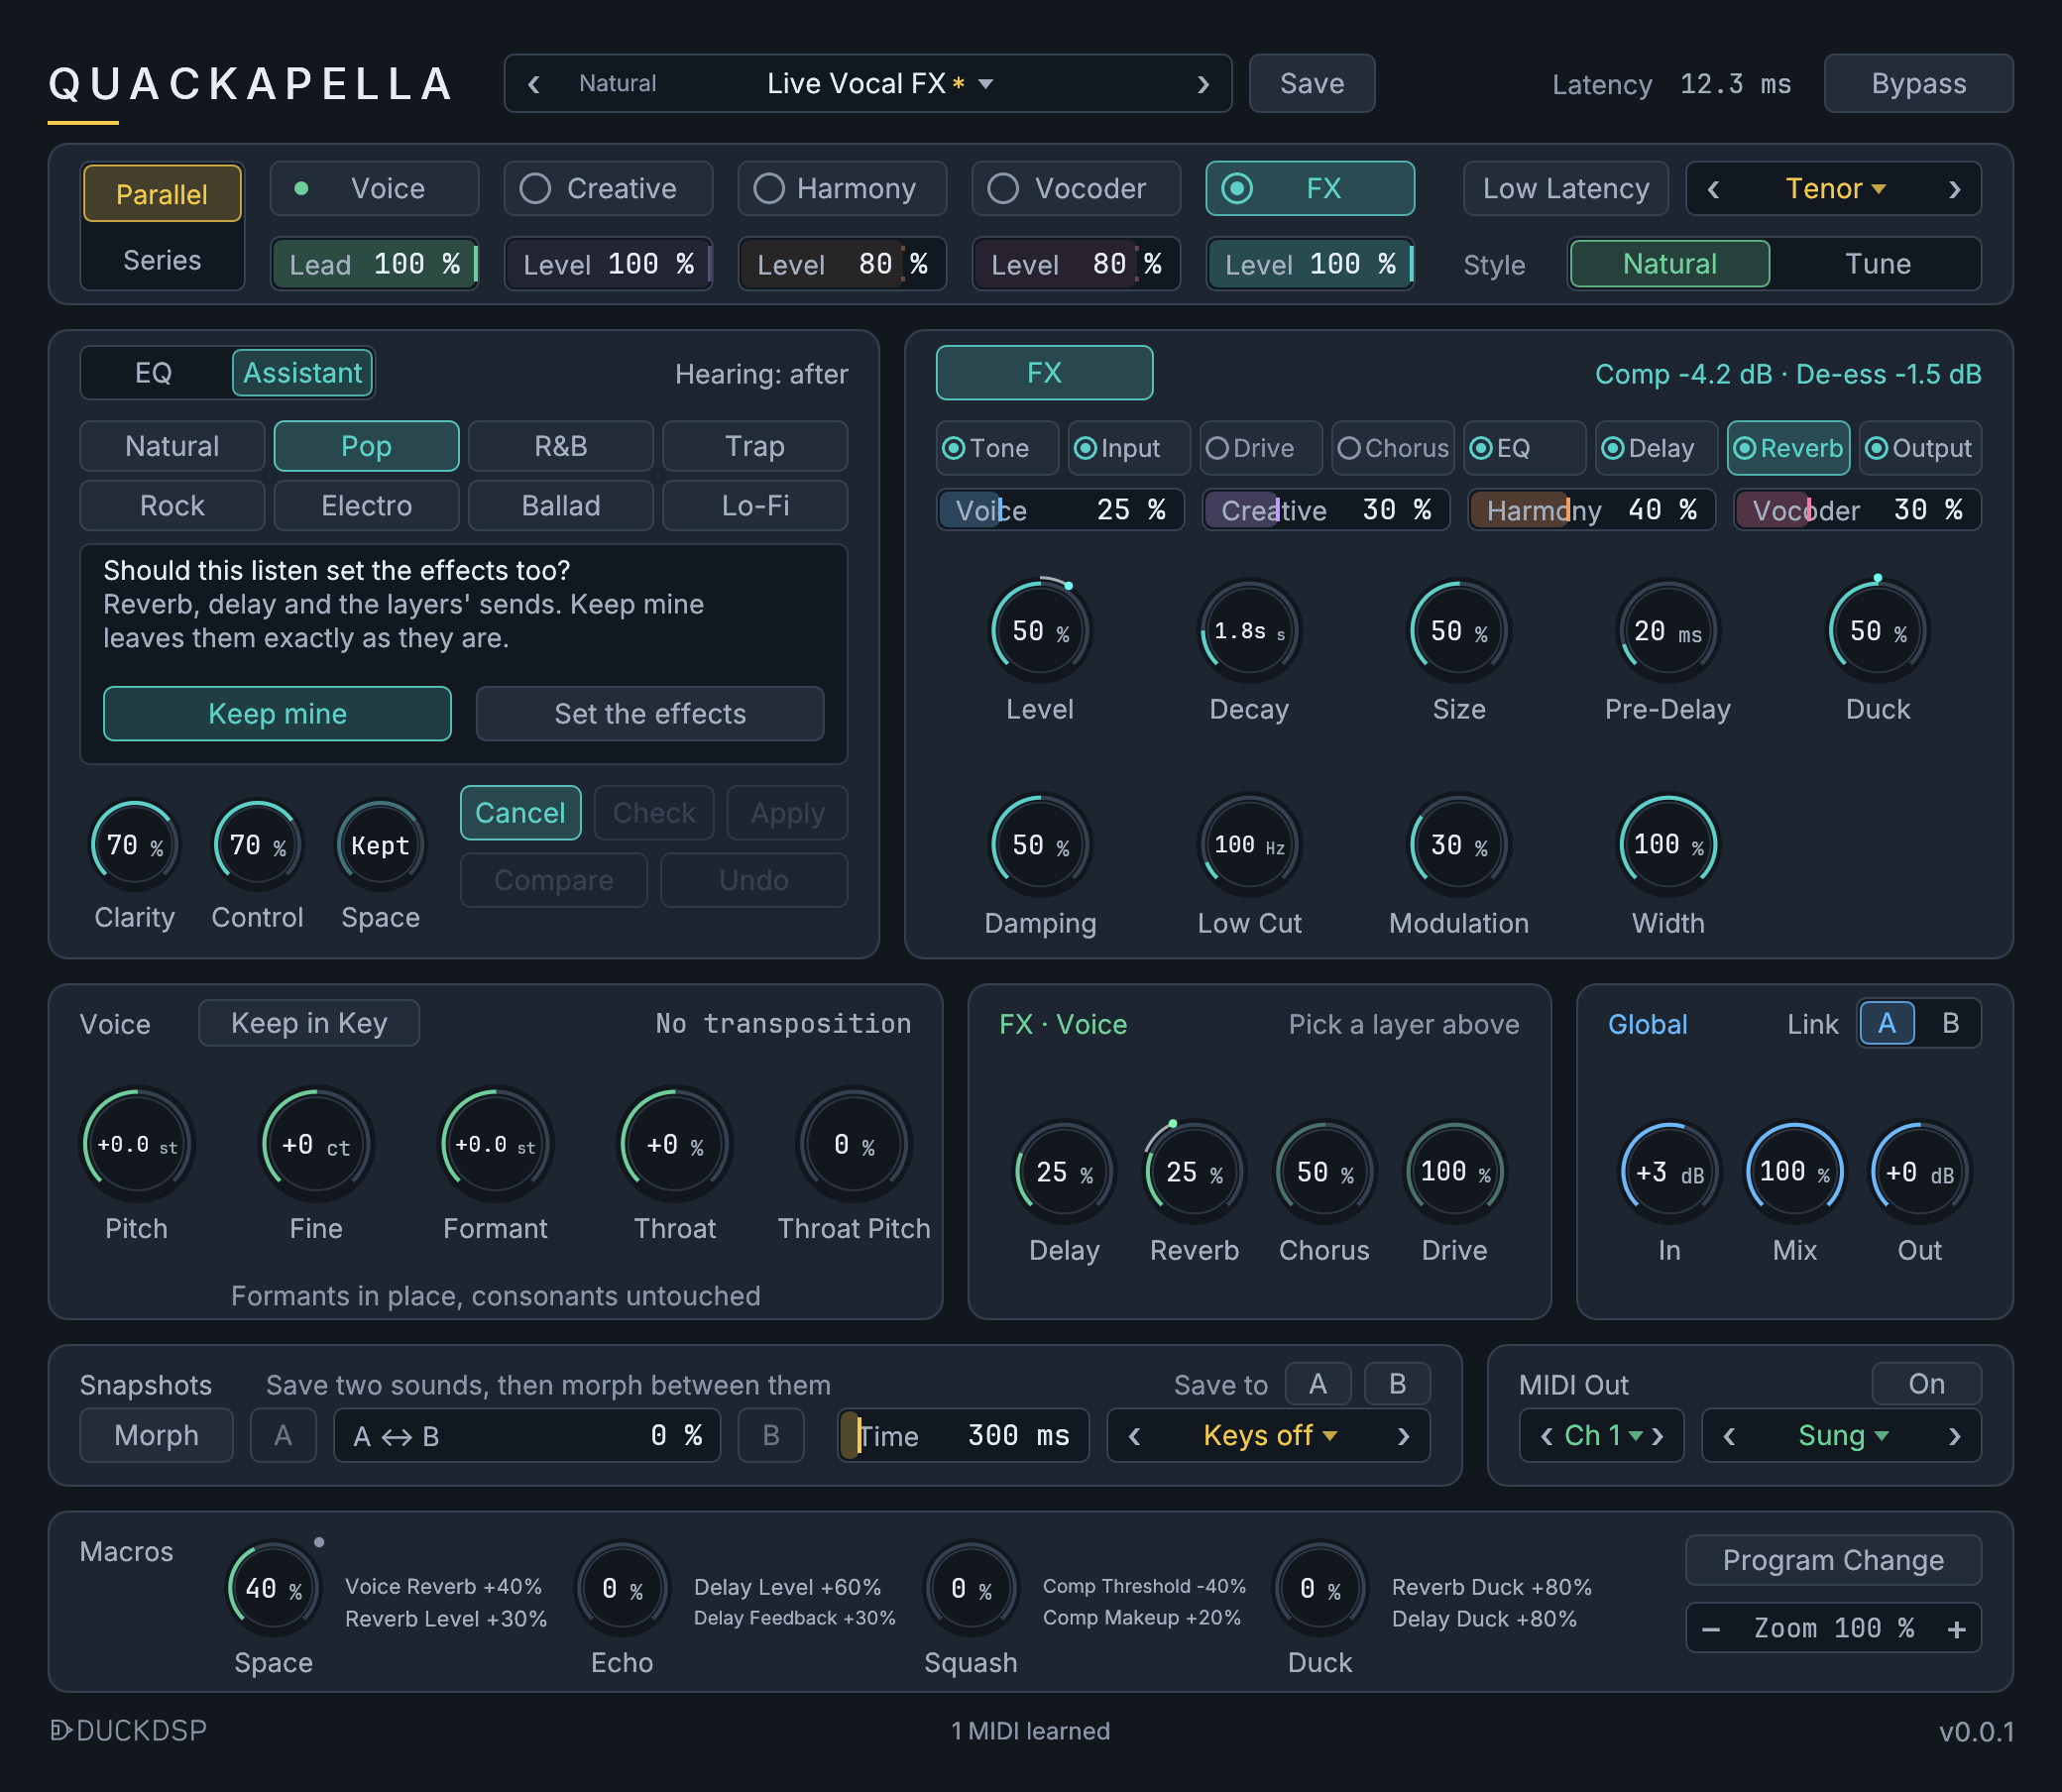 QUACKAPELLA
‹ Natural Live Vocal FX * ›
Save
Latency 12.3 ms
Bypass
Parallel
Voice
Creative
Harmony
Vocoder
FX
Low Latency
‹ Tenor ›
Series
Lead 100 %
Level 100 %
Level 80 %
Level 80 %
Level 100 %
Style
Natural
Tune
EQ
Assistant
Hearing: after
Natural
Pop
R&B
Trap
Rock
Electro
Ballad
Lo-Fi
Should this listen set the effects too?
Reverb, delay and the layers' sends. Keep mine
leaves them exactly as they are.
Keep mine
Set the effects
70 %
70 %
Kept
Clarity
Control
Space
Cancel
Check
Apply
Compare
Undo
FX
Comp -4.2 dB · De-ess -1.5 dB
Tone
Input
Drive
Chorus
EQ
Delay
Reverb
Output
Voice 25 %
Creative 30 %
Harmony 40 %
Vocoder 30 %
50 %
1.8s s
50 %
20 ms
50 %
Level
Decay
Size
Pre-Delay
Duck
50 %
100 Hz
30 %
100 %
Damping
Low Cut
Modulation
Width
Voice
Keep in Key
No transposition
+0.0 st
+0 ct
+0.0 st
+0 %
0 %
Pitch
Fine
Formant
Throat
Throat Pitch
Formants in place, consonants untouched
FX · Voice
Pick a layer above
25 %
25 %
50 %
100 %
Delay
Reverb
Chorus
Drive
Global
Link
A
B
+3 dB
100 %
+0 dB
In
Mix
Out
Snapshots
Save two sounds, then morph between them
Save to
A
B
Morph
A
A ↔ B 0 %
B
Time 300 ms
‹ Keys off ›
MIDI Out
On
‹ Ch 1 ›
‹ Sung ›
Macros
40 %
Space
Voice Reverb +40%
Reverb Level +30%
0 %
Echo
Delay Level +60%
Delay Feedback +30%
0 %
Squash
Comp Threshold -40%
Comp Makeup +20%
0 %
Duck
Reverb Duck +80%
Delay Duck +80%
Program Change
− Zoom 100 % +
DUCKDSP
1 MIDI learned
v0.0.1